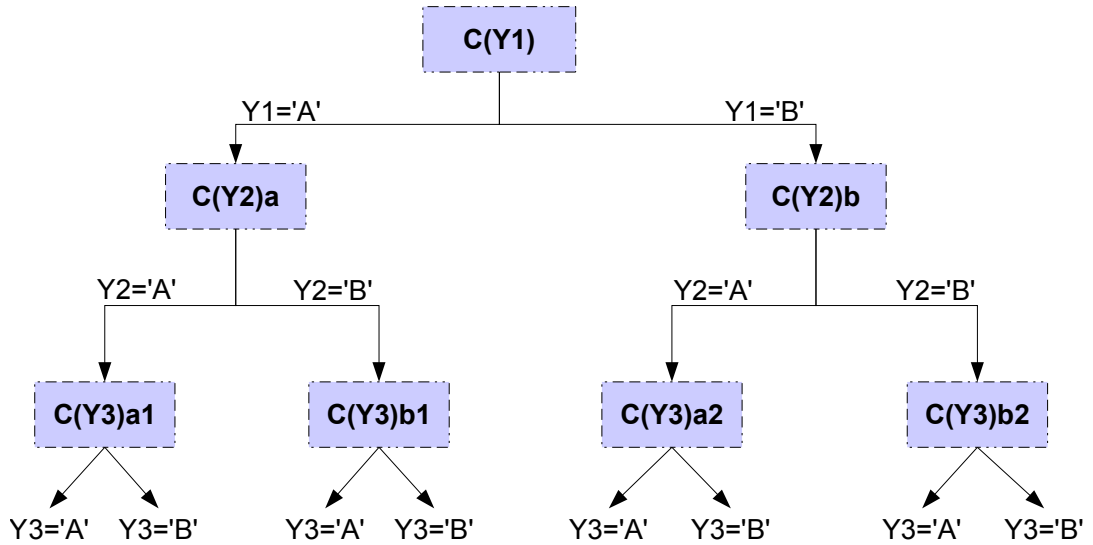 C(Y1)
Y1='A'
Y1='B'
C(Y2)a
C(Y2)b
Y2='A'
Y2='B'
Y2='A'
Y2='B'
C(Y3)a1
C(Y3)b1
C(Y3)a2
C(Y3)b2
Y3='A'
Y3='B'
Y3='A'
Y3='B'
Y3='A'
Y3='B'
Y3='A'
Y3='B'